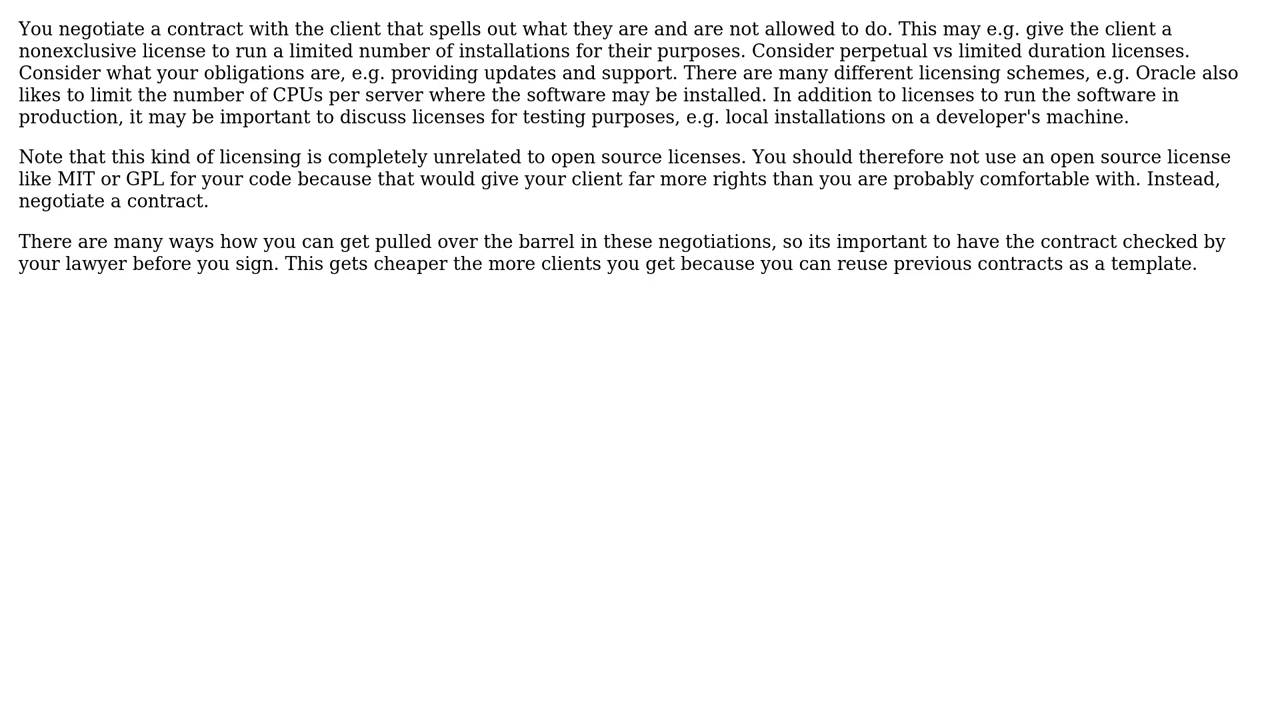 You negotiate a contract with the client that spells out what they are and are not allowed to do. This may e.g. give the client a
nonexclusive license to run a limited number of installations for their purposes. Consider perpetual vs limited duration licenses.
Consider what your obligations are, e.g. providing updates and support. There are many different licensing schemes, e.g. Oracle also
likes to limit the number of CPUs per server where the software may be installed. In addition to licenses to run the software in
production, it may be important to discuss licenses for testing purposes, e.g. local installations on a developer's machine.
Note that this kind of licensing is completely unrelated to open source licenses. You should therefore not use an open source license
like MIT or GPL for your code because that would give your client far more rights than you are probably comfortable with. Instead,
negotiate a contract.
There are many ways how you can get pulled over the barrel in these negotiations, so its important to have the contract checked by
your lawyer before you sign. This gets cheaper the more clients you get because you can reuse previous contracts as a template.